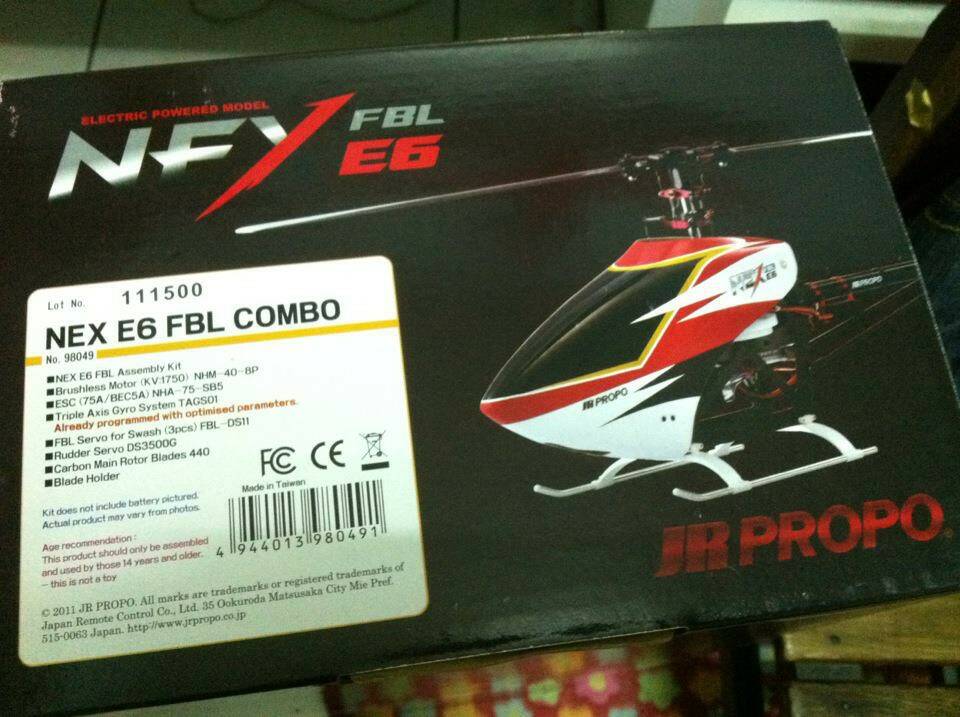 ELECTRIC POWERED MODEL
NEX FBL
E6
Lot No. 111500
NEX E6 FBL COMBO
No. 98049
■NEX E6 FBL Assembly Kit
■Brushless Motor (KV:1750) NHM-40-8P
■ESC (75A/BEC5A) NHA-75-SB5
■Triple Axis Gyro System TAGS01
Already programmed with optimised parameters.
■FBL Servo for Swash (3pcs) FBL-DS11
■Rudder Servo DS3500G
■Carbon Main Rotor Blades 440
■Blade Holder
FC CE
Made in Taiwan
Kit does not include battery pictured.
Actual product may vary from photos.
Age recommendation :
This product should only be assembled
and used by those 14 years and older.
– this is not a toy
4 944013 980491
© 2011 JR PROPO. All marks are trademarks or registered trademarks of
Japan Remote Control Co., Ltd. 35 Ookuroda Matsusaka City Mie Pref.
515-0063 Japan. http://www.jrpropo.co.jp
NEX E6
JR PROPO
JR PROPO
JR PROPO